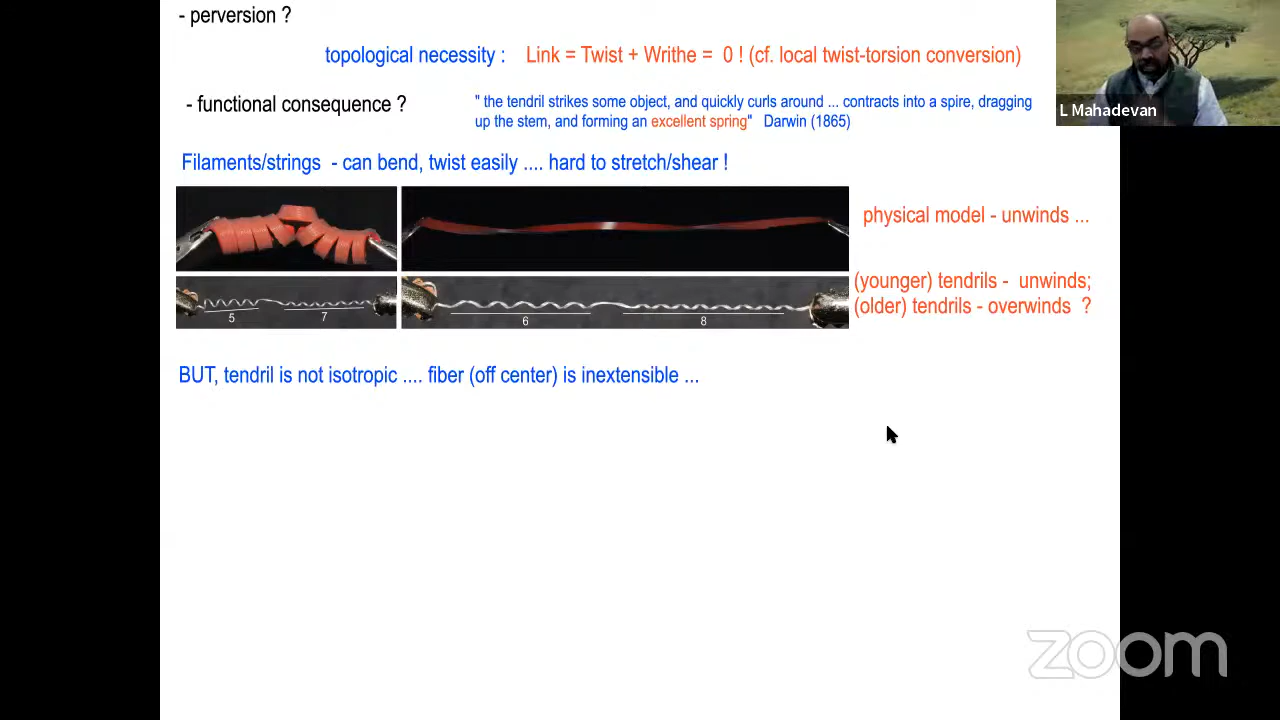 - perversion ?
topological necessity : Link = Twist + Writhe = 0 ! (cf. local twist-torsion conversion)
L Mahadevan
- functional consequence ?
" the tendril strikes some object, and quickly curls around ... contracts into a spire, dragging
up the stem, and forming an excellent spring" Darwin (1865)
Filaments/strings - can bend, twist easily .... hard to stretch/shear !
physical model - unwinds ...
(younger) tendrils - unwinds;
(older) tendrils - overwinds ?
5 7 6 8
BUT, tendril is not isotropic .... fiber (off center) is inextensible ...
zoom